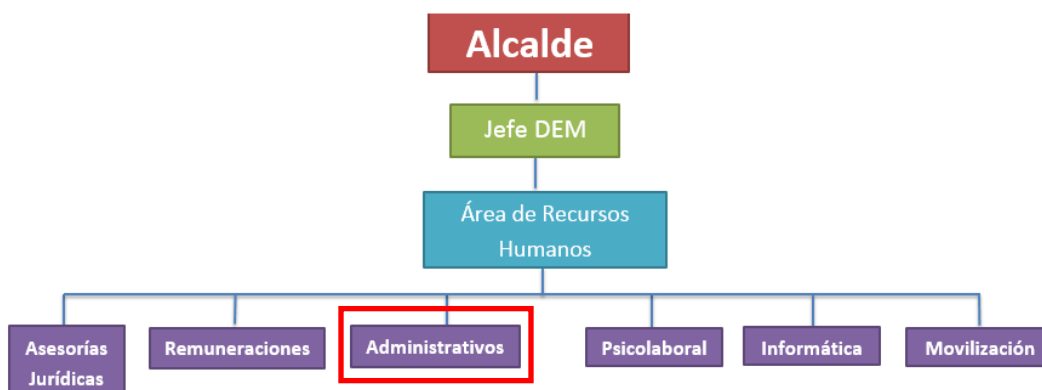 Alcalde
Jefe DEM
Área de Recursos
Humanos
Asesorías
Jurídicas
Remuneraciones
Administrativos
Psicolaboral
Informática
Movilización